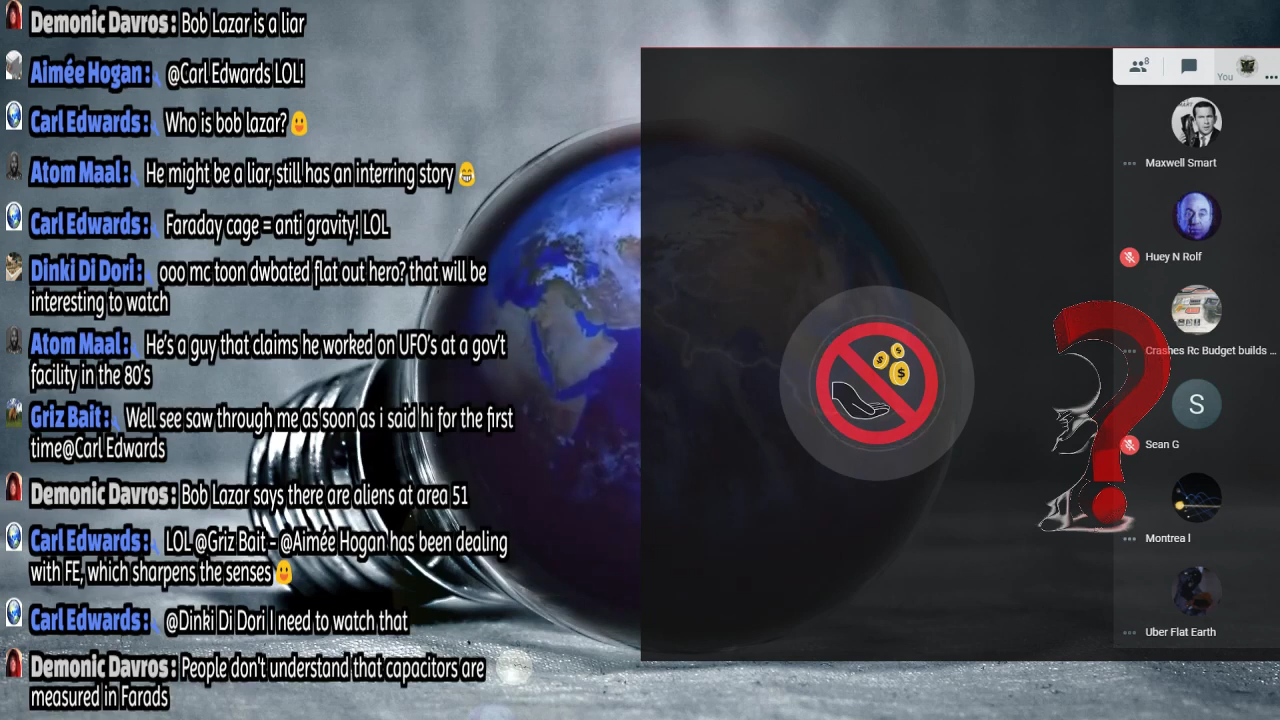 Demonic Davros : Bob Lazar is a liar
Aimée Hogan : @Carl Edwards LOL!
Carl Edwards : Who is bob lazar? 😛
Atom Maal : He might be a liar, still has an interring story 😁
Carl Edwards : Faraday cage = anti gravity! LOL
Dinki Di Dori : ooo mc toon dwbated flat out hero? that will be
interesting to watch
Atom Maal : He's a guy that claims he worked on UFO's at a gov't
facility in the 80's
Griz Bait : Well see saw through me as soon as i said hi for the first
time@Carl Edwards
Demonic Davros : Bob Lazar says there are aliens at area 51
Carl Edwards : LOL @Griz Bait - @Aimée Hogan has been dealing
with FE, which sharpens the senses 😛
Carl Edwards : @Dinki Di Dori I need to watch that
Demonic Davros : People don't understand that capacitors are
measured in Farads
8
You
Maxwell Smart
Huey N Rolf
Crashes Rc Budget builds ...
S
Sean G
Montrea l
Uber Flat Earth
$ $ $
?